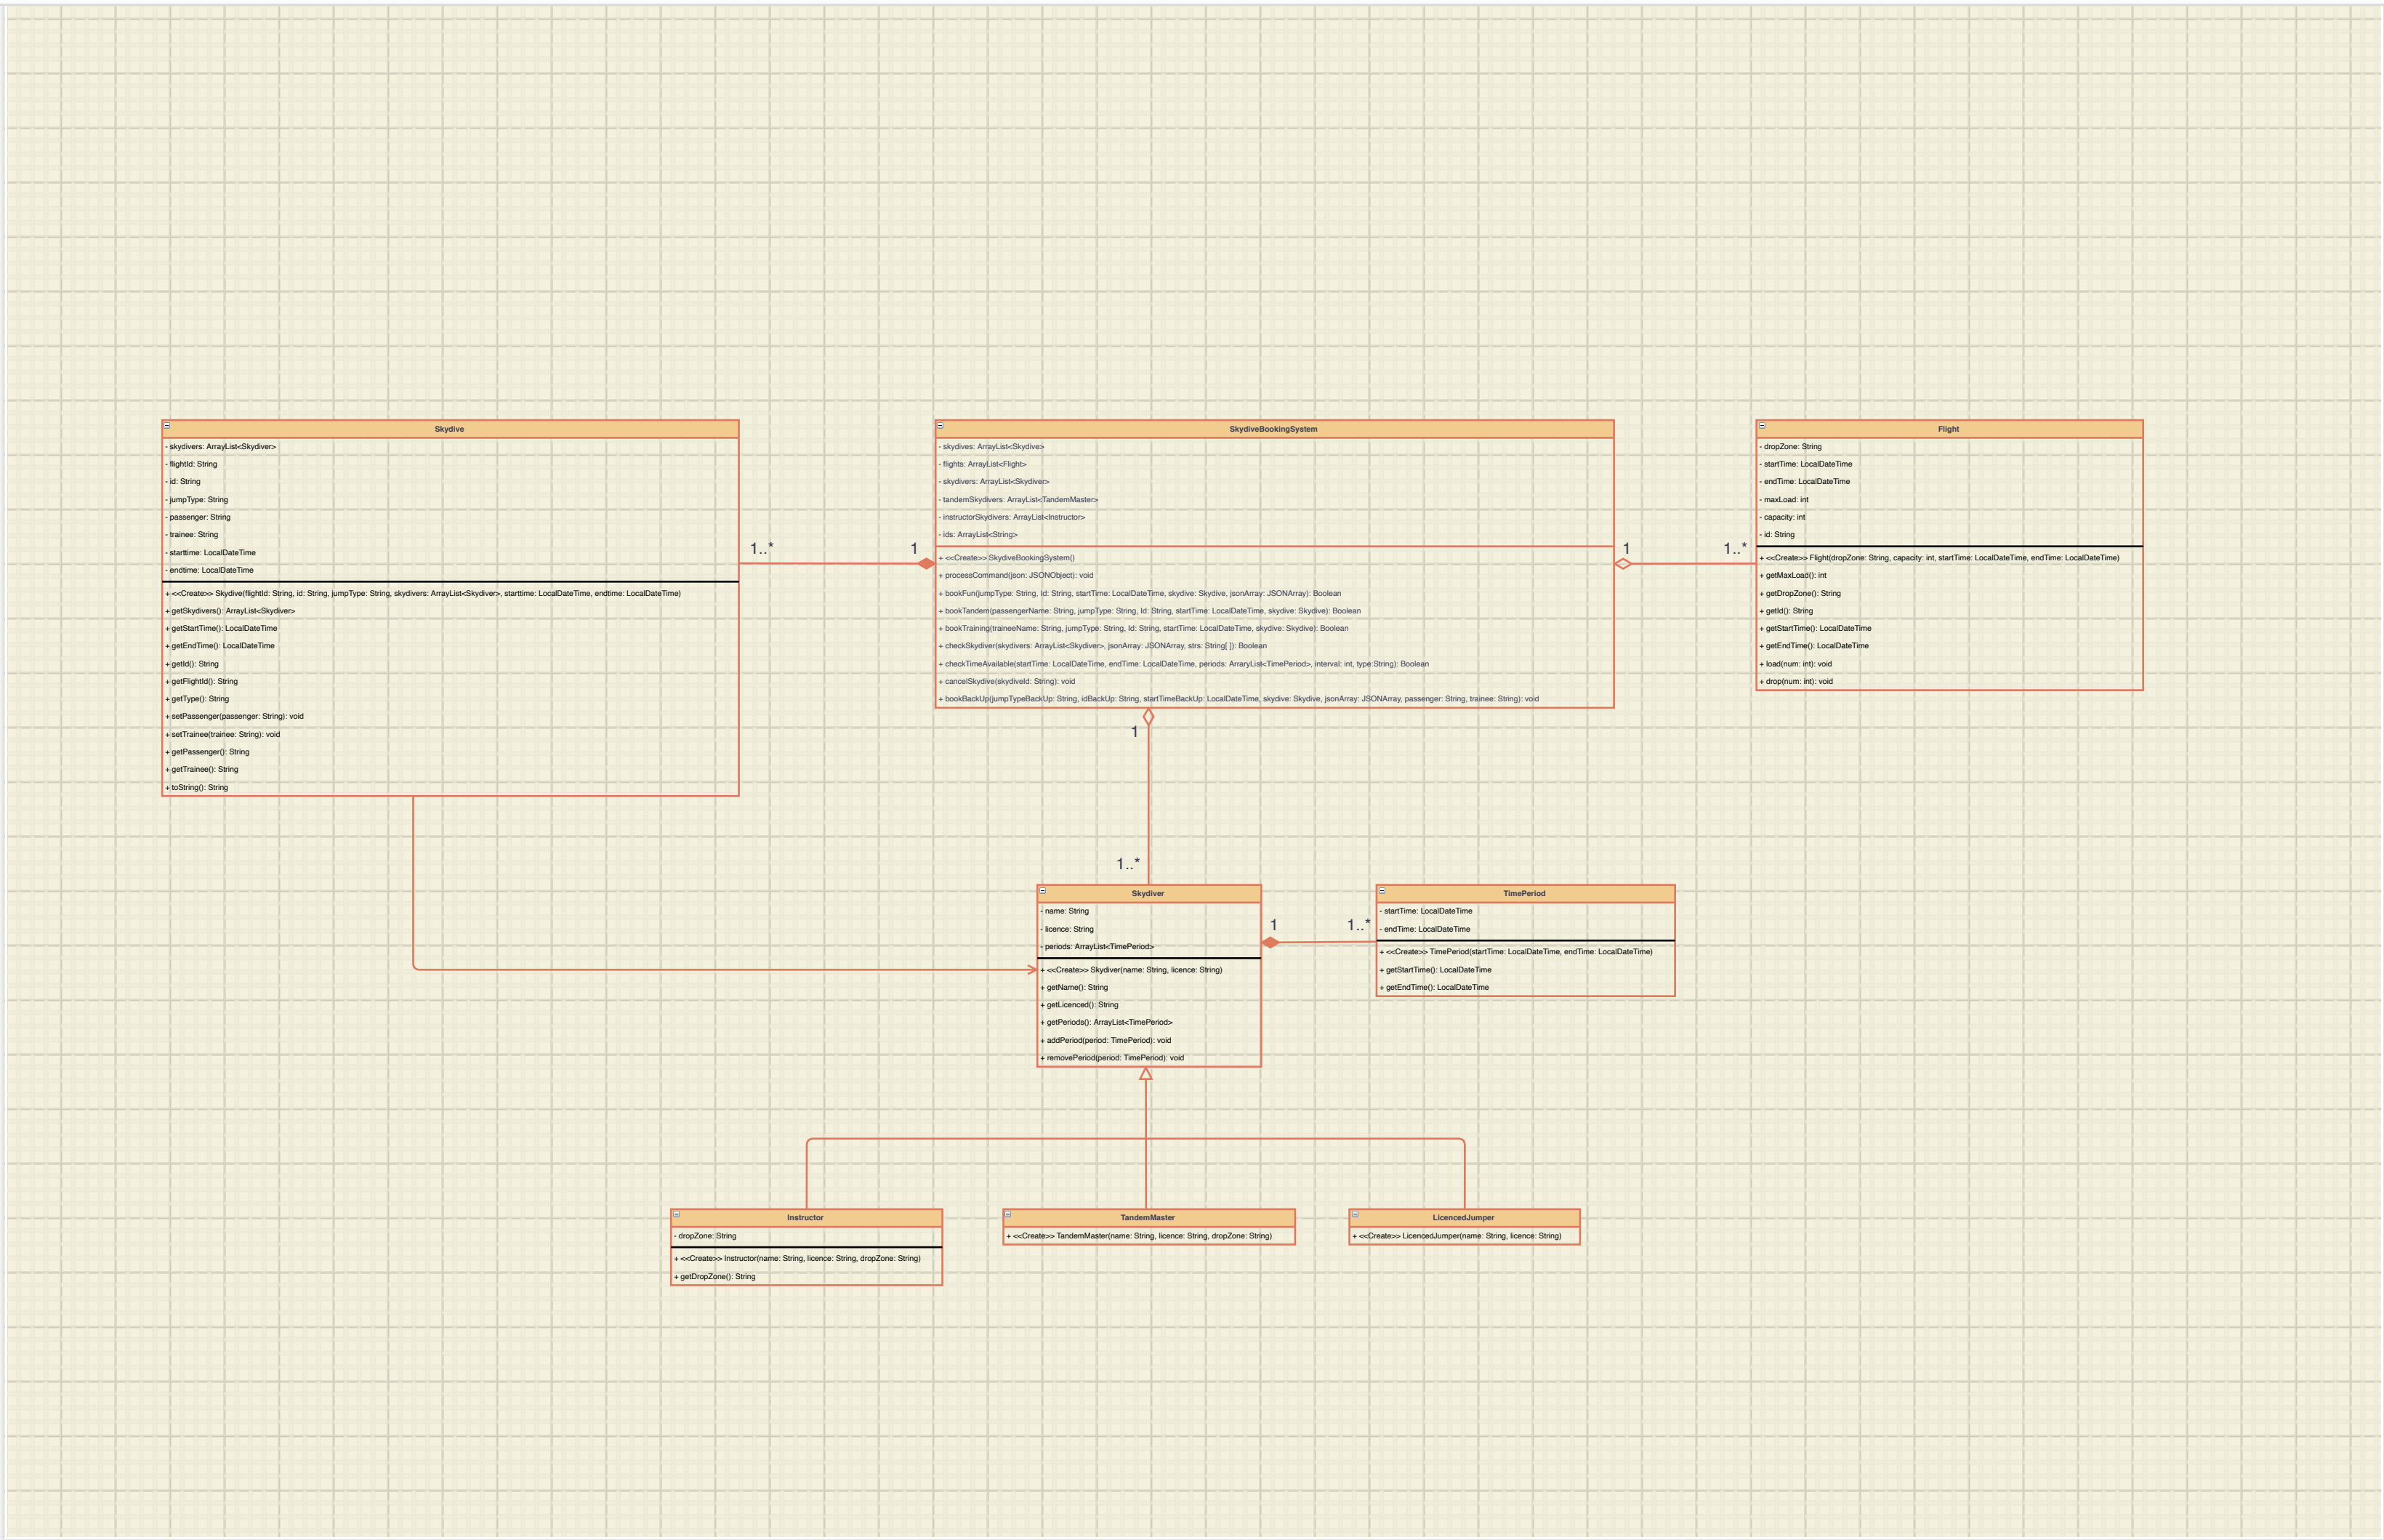 Skydive
- skydivers: ArrayList<Skydiver>
- flightId: String
- id: String
- jumpType: String
- passenger: String
- trainee: String
- starttime: LocalDateTime
- endtime: LocalDateTime
+ <<Create>> Skydive(flightId: String, id: String, jumpType: String, skydivers: ArrayList<Skydiver>, starttime: LocalDateTime, endtime: LocalDateTime)
+ getSkydivers(): ArrayList<Skydiver>
+ getStartTime(): LocalDateTime
+ getEndTime(): LocalDateTime
+ getId(): String
+ getFlightId(): String
+ getType(): String
+ setPassenger(passenger: String): void
+ setTrainee(trainee: String): void
+ getPassenger(): String
+ getTrainee(): String
+ toString(): String
1..*
1
SkydiveBookingSystem
- skydives: ArrayList<Skydive>
- flights: ArrayList<Flight>
- skydivers: ArrayList<Skydiver>
- tandemSkydivers: ArrayList<TandemMaster>
- instructorSkydivers: ArrayList<Instructor>
- ids: ArrayList<String>
+ <<Create>> SkydiveBookingSystem()
+ processCommand(json: JSONObject): void
+ bookFun(jumpType: String, Id: String, startTime: LocalDateTime, skydive: Skydive, jsonArray: JSONArray): Boolean
+ bookTandem(passengerName: String, jumpType: String, Id: String, startTime: LocalDateTime, skydive: Skydive): Boolean
+ bookTraining(traineeName: String, jumpType: String, Id: String, startTime: LocalDateTime, skydive: Skydive): Boolean
+ checkSkydiver(skydivers: ArrayList<Skydiver>, jsonArray: JSONArray, strs: String[ ]): Boolean
+ checkTimeAvailable(startTime: LocalDateTime, endTime: LocalDateTime, periods: ArraryList<TimePeriod>, interval: int, type:String): Boolean
+ cancelSkydive(skydiveId: String): void
+ bookBackUp(jumpTypeBackUp: String, idBackUp: String, startTimeBackUp: LocalDateTime, skydive: Skydive, jsonArray: JSONArray, passenger: String, trainee: String): void
1
1..*
Flight
- dropZone: String
- startTime: LocalDateTime
- endTime: LocalDateTime
- maxLoad: int
- capacity: int
- id: String
+ <<Create>> Flight(dropZone: String, capacity: int, startTime: LocalDateTime, endTime: LocalDateTime)
+ getMaxLoad(): int
+ getDropZone(): String
+ getId(): String
+ getStartTime(): LocalDateTime
+ getEndTime(): LocalDateTime
+ load(num: int): void
+ drop(num: int): void
1
1..*
Skydiver
- name: String
- licence: String
- periods: ArrayList<TimePeriod>
+ <<Create>> Skydiver(name: String, licence: String)
+ getName(): String
+ getLicenced(): String
+ getPeriods(): ArrayList<TimePeriod>
+ addPeriod(period: TimePeriod): void
+ removePeriod(period: TimePeriod): void
1
1..*
TimePeriod
- startTime: LocalDateTime
- endTime: LocalDateTime
+ <<Create>> TimePeriod(startTime: LocalDateTime, endTime: LocalDateTime)
+ getStartTime(): LocalDateTime
+ getEndTime(): LocalDateTime
Instructor
- dropZone: String
+ <<Create>> Instructor(name: String, licence: String, dropZone: String)
+ getDropZone(): String
TandemMaster
+ <<Create>> TandemMaster(name: String, licence: String, dropZone: String)
LicencedJumper
+ <<Create>> LicencedJumper(name: String, licence: String)